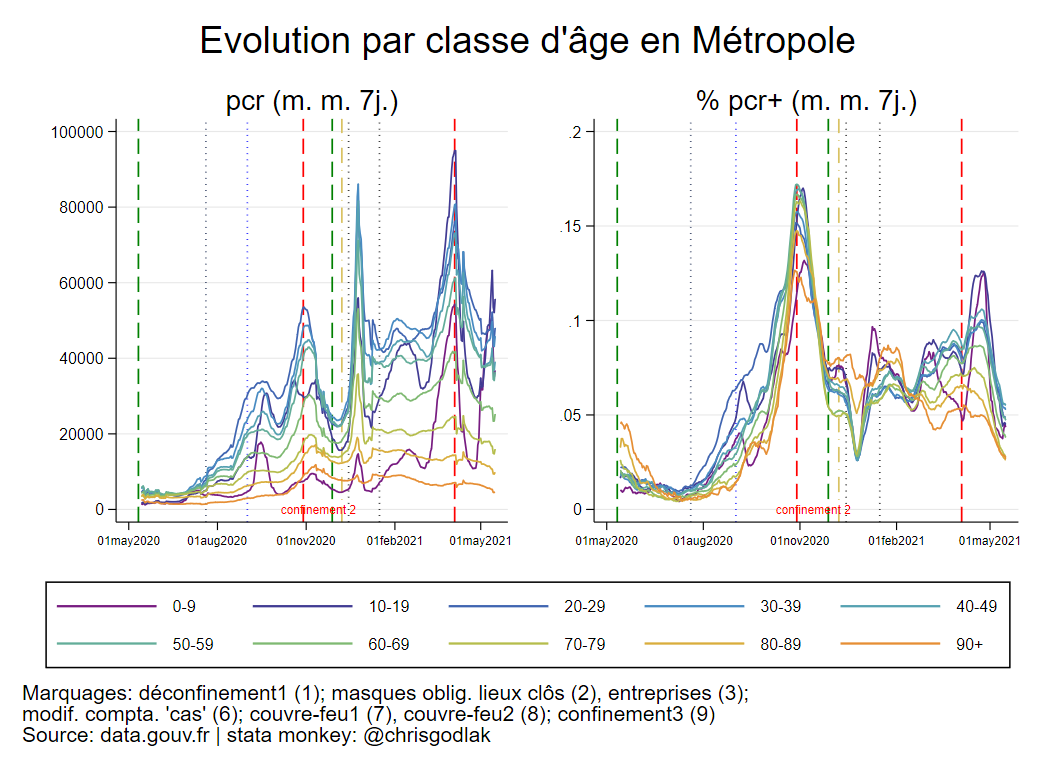 Evolution par classe d'âge en Métropole
pcr (m. m. 7j.)
100000
80000
60000
40000
20000
0
confinement 2
01may2020
01aug2020
01nov2020
01feb2021
01may2021
% pcr+ (m. m. 7j.)
.2
.15
.1
.05
0
confinement 2
01may2020
01aug2020
01nov2020
01feb2021
01may2021
0-9
10-19
20-29
30-39
40-49
50-59
60-69
70-79
80-89
90+
Marquages: déconfinement1 (1); masques oblig. lieux clôs (2), entreprises (3);
modif. compta. 'cas' (6); couvre-feu1 (7), couvre-feu2 (8); confinement3 (9)
Source: data.gouv.fr | stata monkey: @chrisgodlak